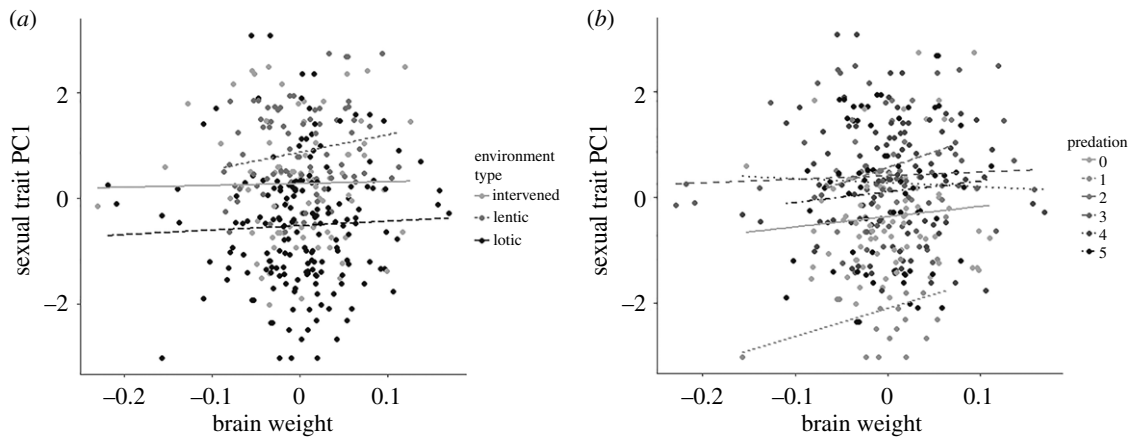 (a)
sexual trait PC1
2
0
–2
–0.2
–0.1
0
0.1
brain weight
environment
type
intervened
lentic
lotic
(b)
sexual trait PC1
2
0
–2
–0.2
–0.1
0
0.1
brain weight
predation
0
1
2
3
4
5